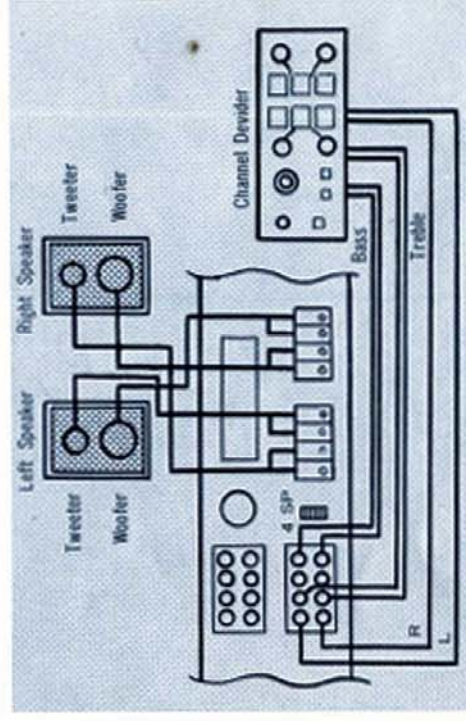 Left Speaker
Right Speaker
Tweeter
Woofer
Tweeter
Woofer
Channel Devider
4 SP
Bass
Treble
R
L